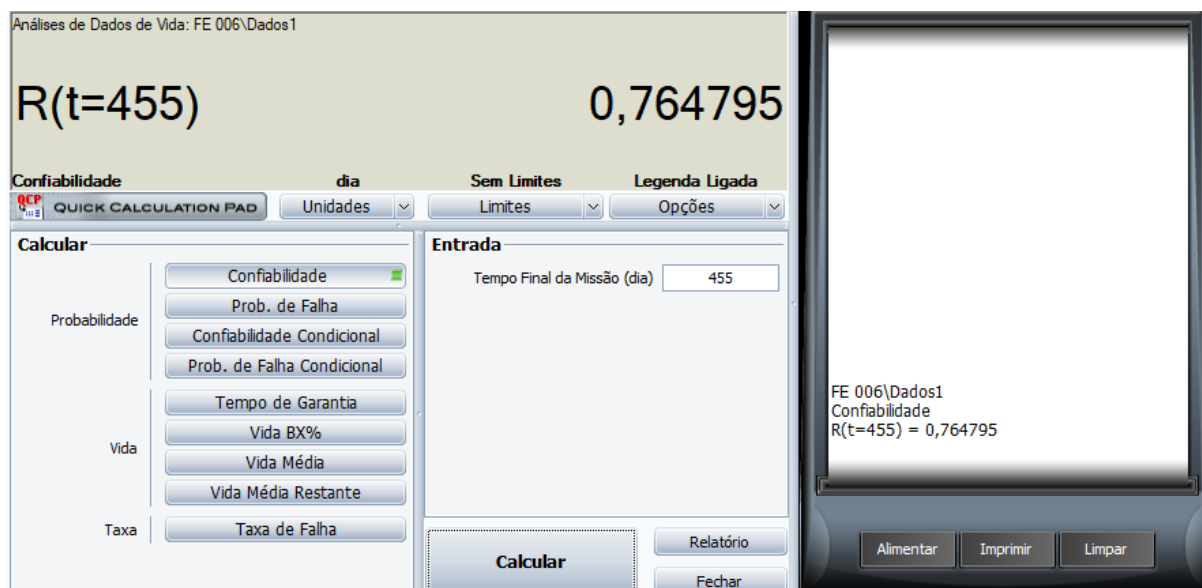 Análises de Dados de Vida: FE 006\Dados1
R(t=455) 0,764795
Confiabilidade dia Sem Limites Legenda Ligada
QCP QUICK CALCULATION PAD Unidades Limites Opções
Calcular
Probabilidade
Confiabilidade
Prob. de Falha
Confiabilidade Condicional
Prob. de Falha Condicional
Vida
Tempo de Garantia
Vida BX%
Vida Média
Vida Média Restante
Taxa
Taxa de Falha
Entrada
Tempo Final da Missão (dia) 455
Calcular
Relatório
Fechar
FE 006\Dados1
Confiabilidade
R(t=455) = 0,764795
Alimentar Imprimir Limpar